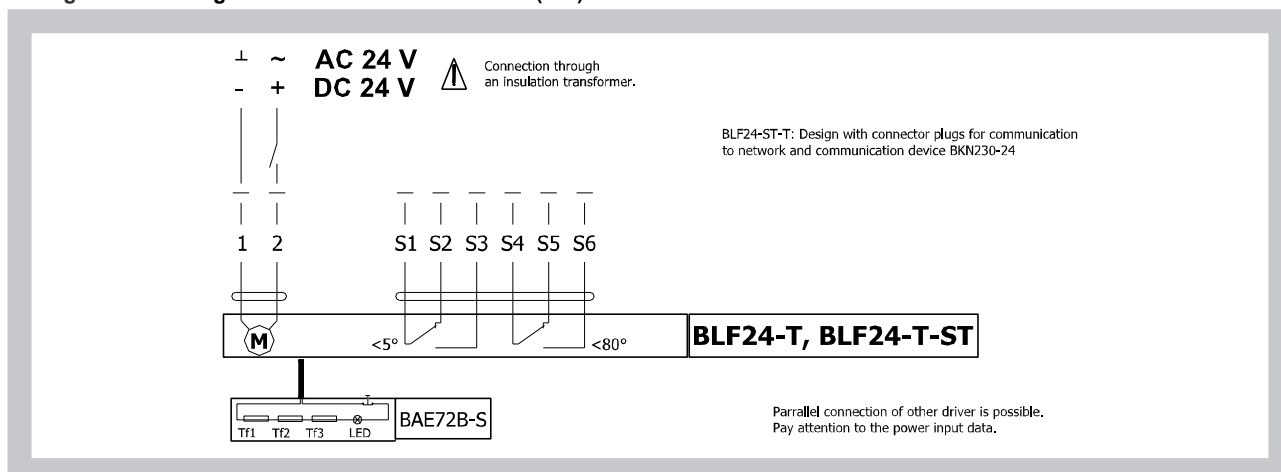 ⊥ ~ AC 24 V
- + DC 24 V
Connection through
an insulation transformer.
BLF24-ST-T: Design with connector plugs for communication
to network and communication device BKN230-24
1 2 S1 S2 S3 S4 S5 S6
M <5° <80° BLF24-T, BLF24-T-ST
Tf1 Tf2 Tf3 LED BAE72B-S
Parrallel connection of other driver is possible.
Pay attention to the power input data.